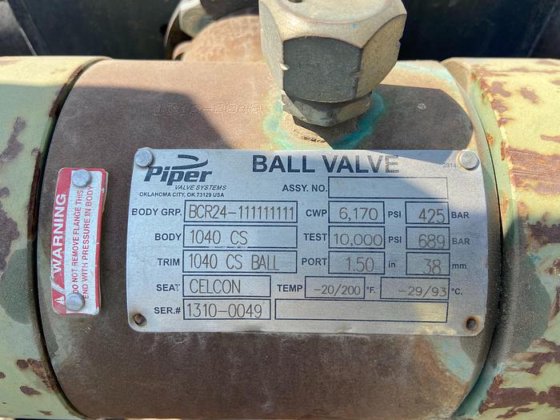 Piper
VALVE SYSTEMS
OKLAHOMA CITY, OK 73129 USA
BALL VALVE
ASSY. NO.
BODY GRP. BCR24-111111111 CWP 6,170 PSI 425 BAR
BODY 1040 CS TEST 10,000 PSI 689 BAR
TRIM 1040 CS BALL PORT 1.50 in 38 mm
SEAT CELCON TEMP -20/200 °F. -29/93 °C.
SER.# 1310-0049
WARNING
DO NOT REMOVE FLANGE THIS
END WITH PRESSURE IN BODY